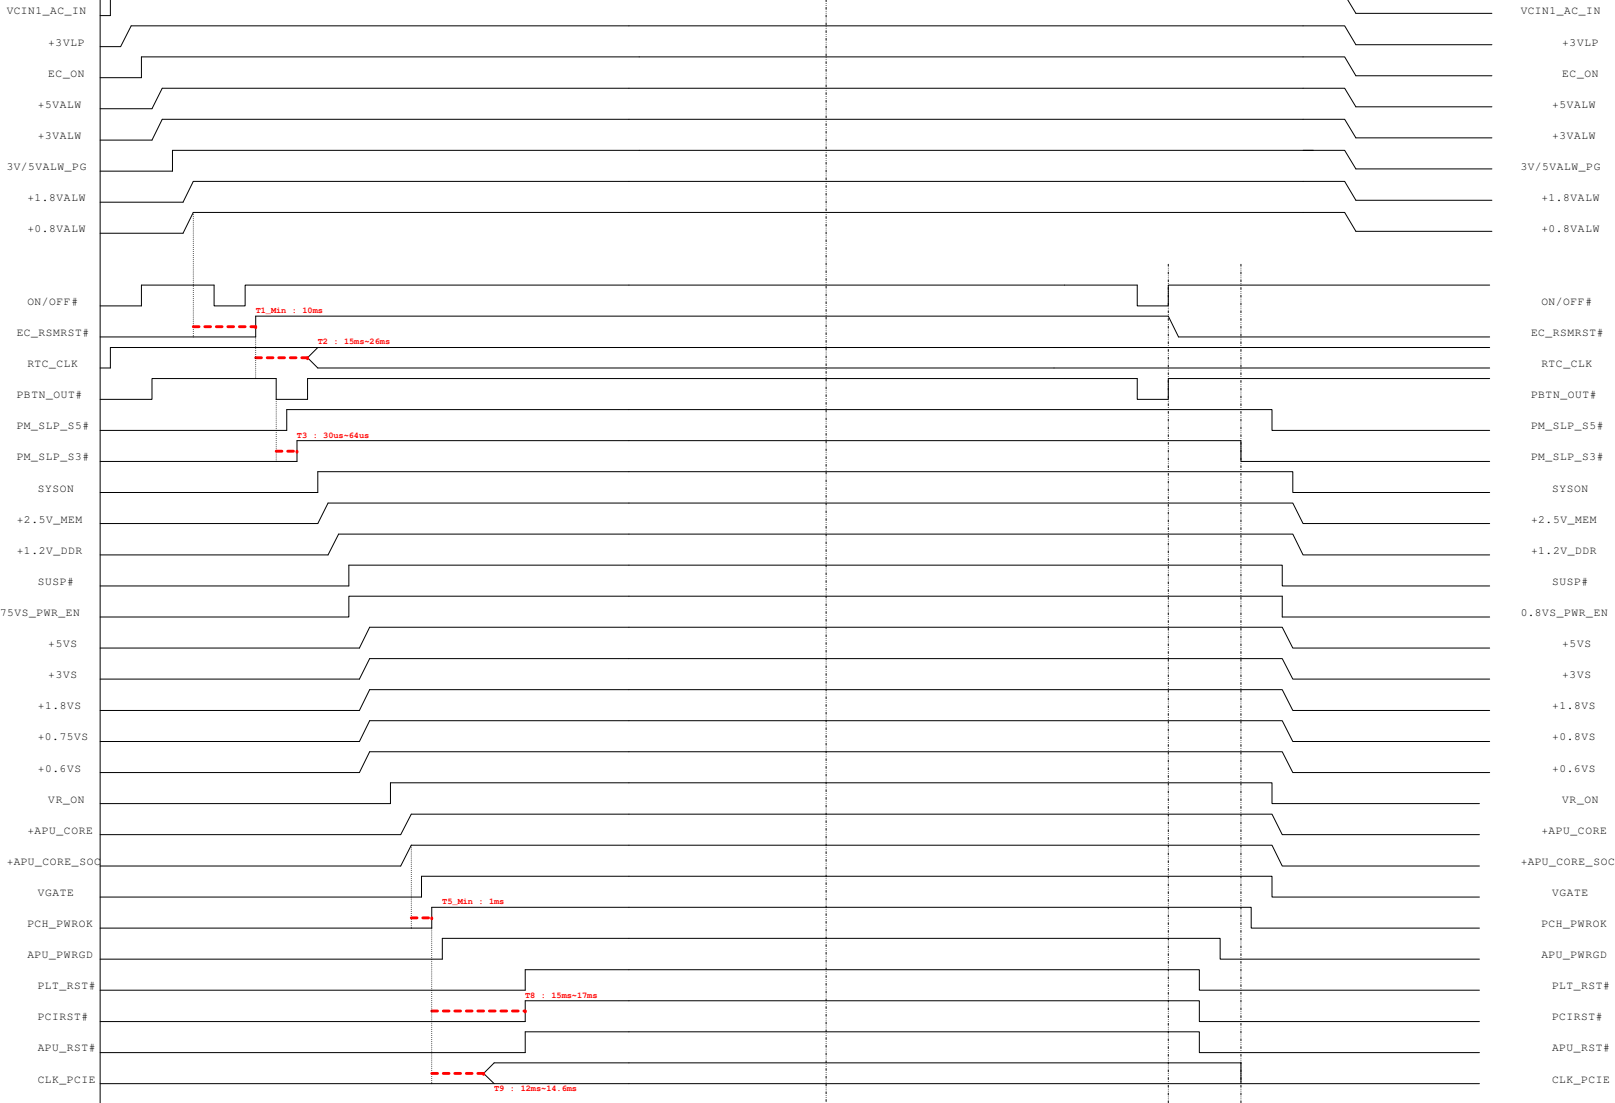 VCIN1_AC_IN VCIN1_AC_IN
+3VLP +3VLP
EC_ON EC_ON
+5VALW +5VALW
+3VALW +3VALW
3V/5VALW_PG 3V/5VALW_PG
+1.8VALW +1.8VALW
+0.8VALW +0.8VALW
ON/OFF# ON/OFF#
T1_Min : 10ms
EC_RSMRST# EC_RSMRST#
T2 : 15ms~26ms
RTC_CLK RTC_CLK
PBTN_OUT# PBTN_OUT#
PM_SLP_S5# PM_SLP_S5#
T3 : 30us~64us
PM_SLP_S3# PM_SLP_S3#
SYSON SYSON
+2.5V_MEM +2.5V_MEM
+1.2V_DDR +1.2V_DDR
SUSP# SUSP#
75VS_PWR_EN 0.8VS_PWR_EN
+5VS +5VS
+3VS +3VS
+1.8VS +1.8VS
+0.75VS +0.8VS
+0.6VS +0.6VS
VR_ON VR_ON
+APU_CORE +APU_CORE
+APU_CORE_SOC +APU_CORE_SOC
VGATE VGATE
T5_Min : 1ms
PCH_PWROK PCH_PWROK
APU_PWRGD APU_PWRGD
PLT_RST# PLT_RST#
T8 : 15ms~17ms
PCIRST# PCIRST#
APU_RST# APU_RST#
CLK_PCIE CLK_PCIE
T9 : 12ms~14.6ms